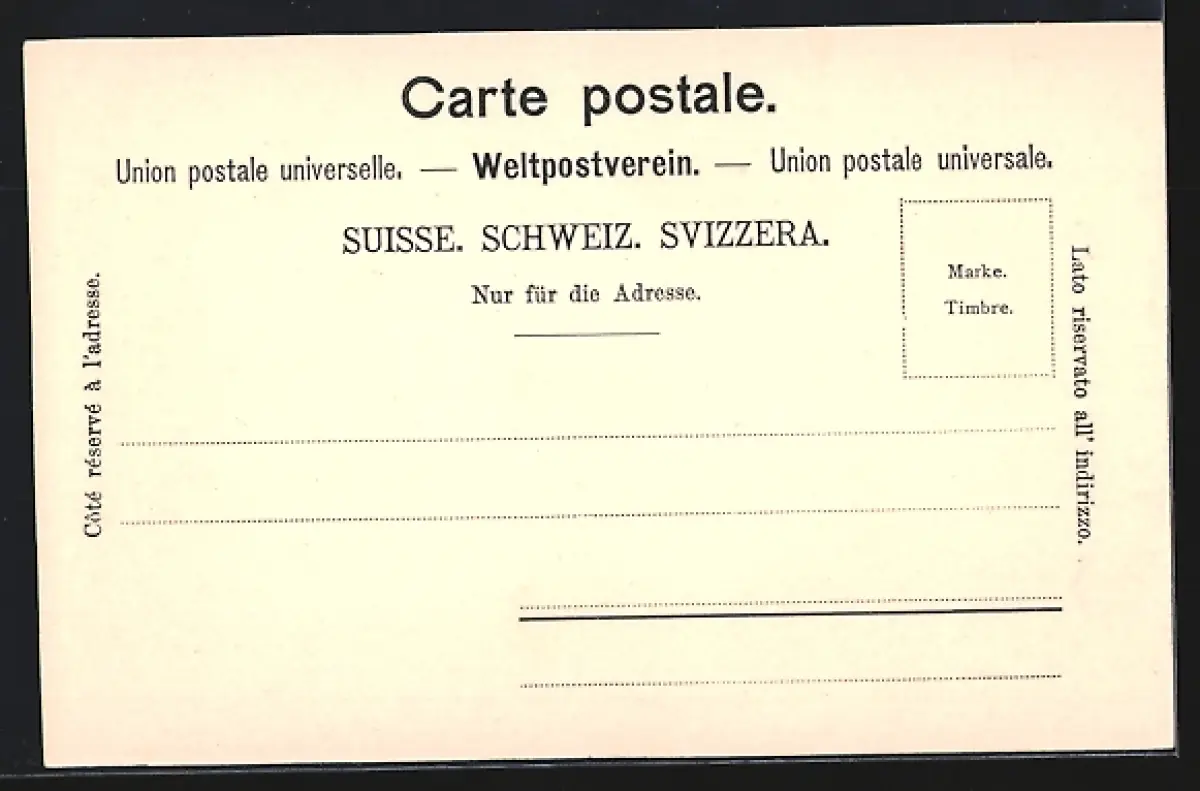 Carte postale.
Union postale universelle. — Weltpostverein. — Union postale universale.
SUISSE. SCHWEIZ. SVIZZERA.
Nur für die Adresse.
Marke.
Timbre.
Côté réservé à l'adresse.
Lato riservato all' indirizzo.